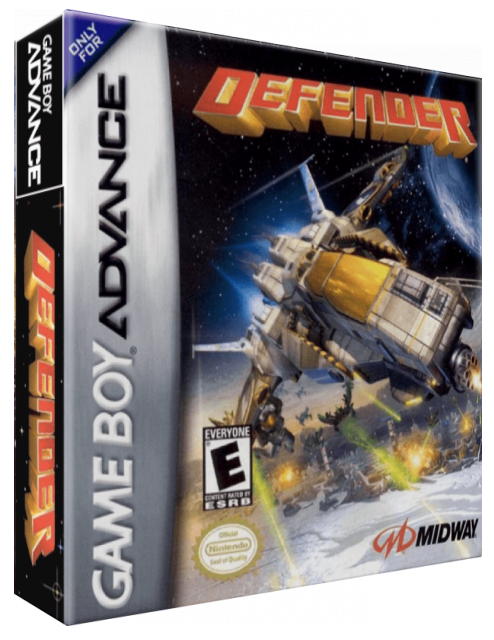 GAME BOY
ADVANCE
DEFENDER
ONLY
FOR
GAME BOY ADVANCE
DEFENDER
EVERYONE
E
CONTENT RATED BY
ESRB
Official
Nintendo
Seal of Quality
MIDWAY